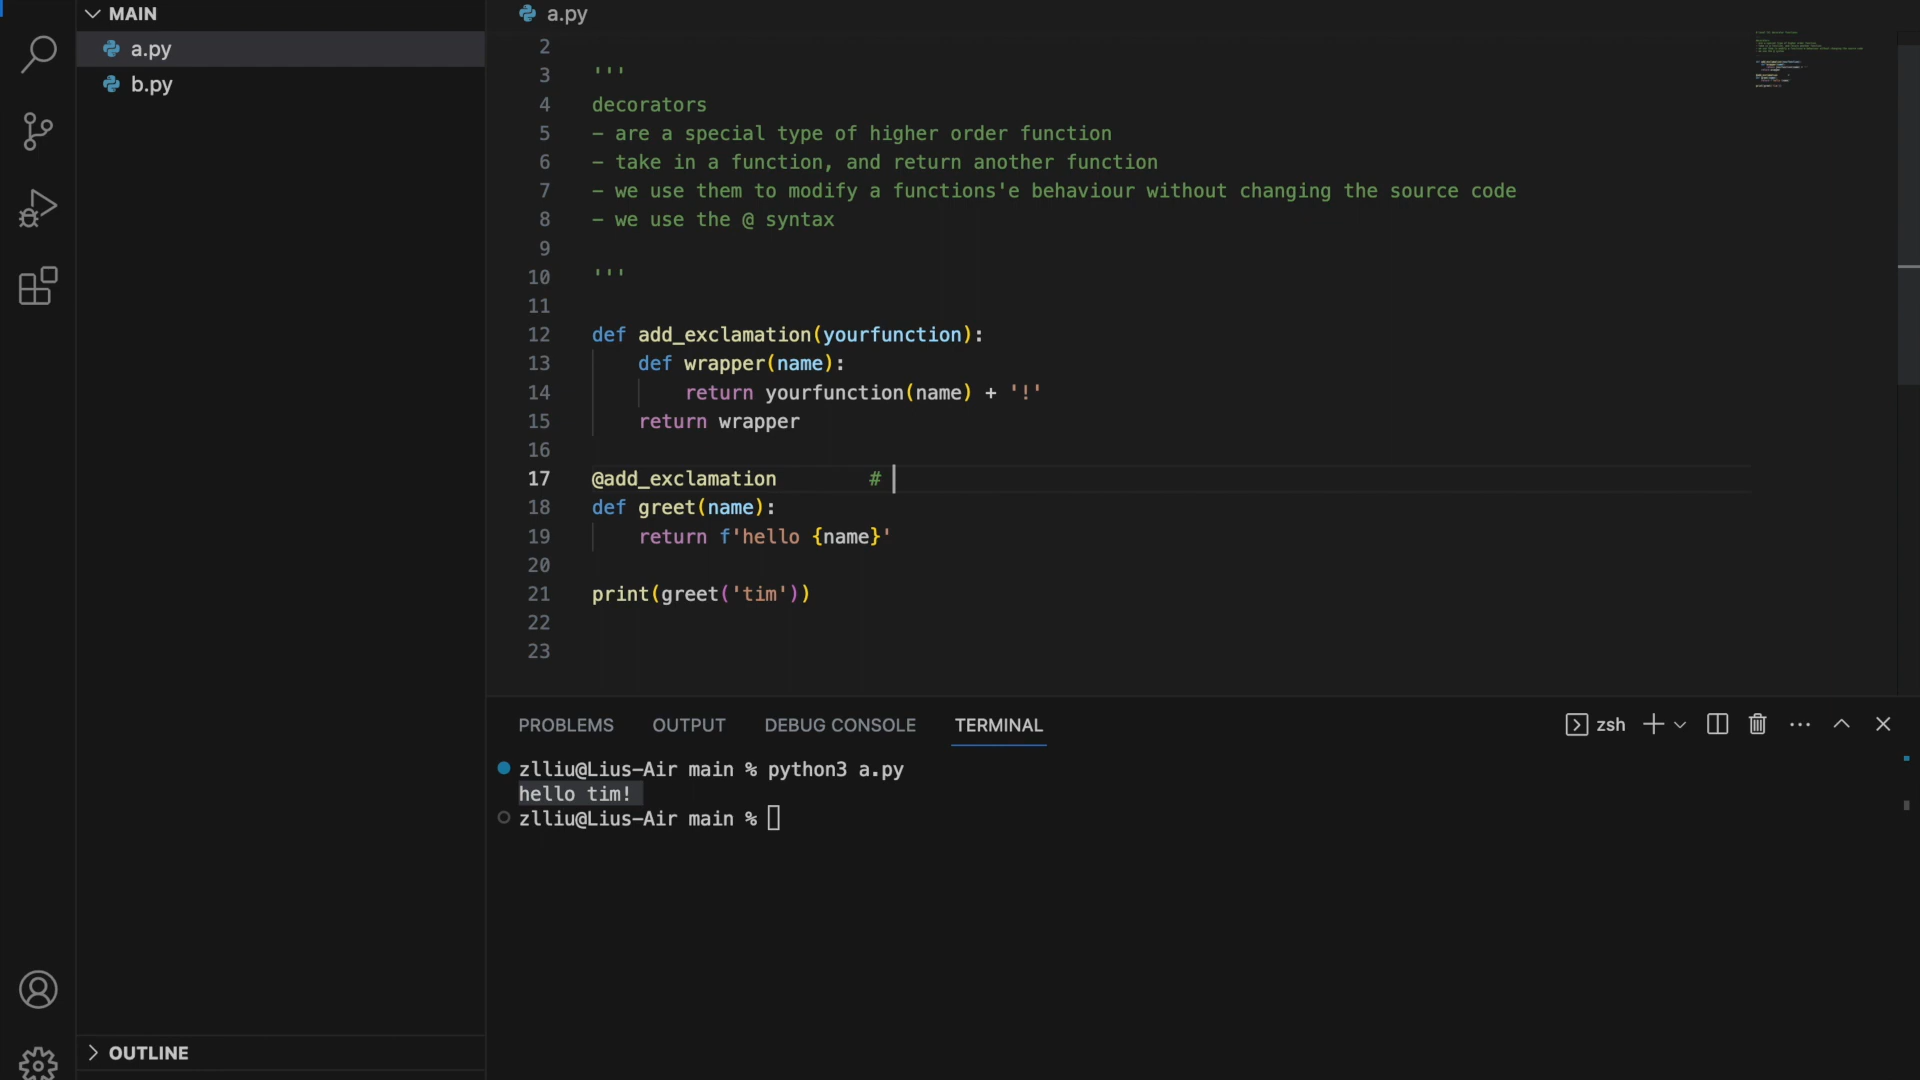 MAIN
a.py
b.py
OUTLINE
a.py
2
3 '''
4 decorators
5 - are a special type of higher order function
6 - take in a function, and return another function
7 - we use them to modify a functions'e behaviour without changing the source code
8 - we use the @ syntax
9
10 '''
11
12 def add_exclamation(yourfunction):
13     def wrapper(name):
14         return yourfunction(name) + '!'
15     return wrapper
16
17 @add_exclamation        #
18 def greet(name):
19     return f'hello {name}'
20
21 print(greet('tim'))
22
23
PROBLEMS OUTPUT DEBUG CONSOLE TERMINAL zsh
zlliu@Lius-Air main % python3 a.py
hello tim!
zlliu@Lius-Air main %